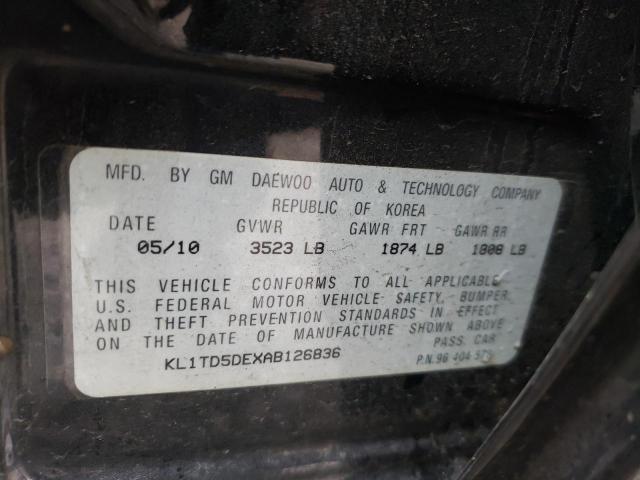 MFD. BY GM DAEWOO AUTO & TECHNOLOGY COMPANY
REPUBLIC OF KOREA
DATE GVWR GAWR FRT GAWR RR
05/10 3523 LB 1874 LB 1808 LB
THIS VEHICLE CONFORMS TO ALL APPLICABLE
U.S. FEDERAL MOTOR VEHICLE SAFETY, BUMPER
AND THEFT PREVENTION STANDARDS IN EFFECT
ON THE DATE OF MANUFACTURE SHOWN ABOVE
PASS. CAR
KL1TD5DEXAB126836
P.N. 96 404